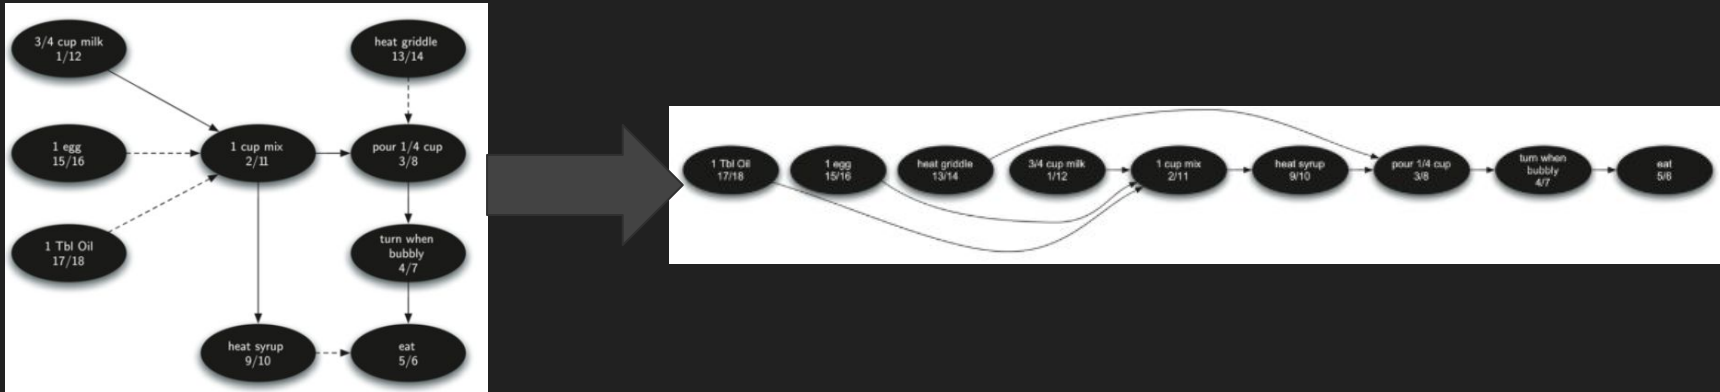 3/4 cup milk
1/12
heat griddle
13/14
1 egg
15/16
1 cup mix
2/11
pour 1/4 cup
3/8
1 Tbl Oil
17/18
turn when
bubbly
4/7
heat syrup
9/10
eat
5/6
1 Tbl Oil
17/18
1 egg
15/16
heat griddle
13/14
3/4 cup milk
1/12
1 cup mix
2/11
heat syrup
9/10
pour 1/4 cup
3/8
turn when
bubbly
4/7
eat
5/6